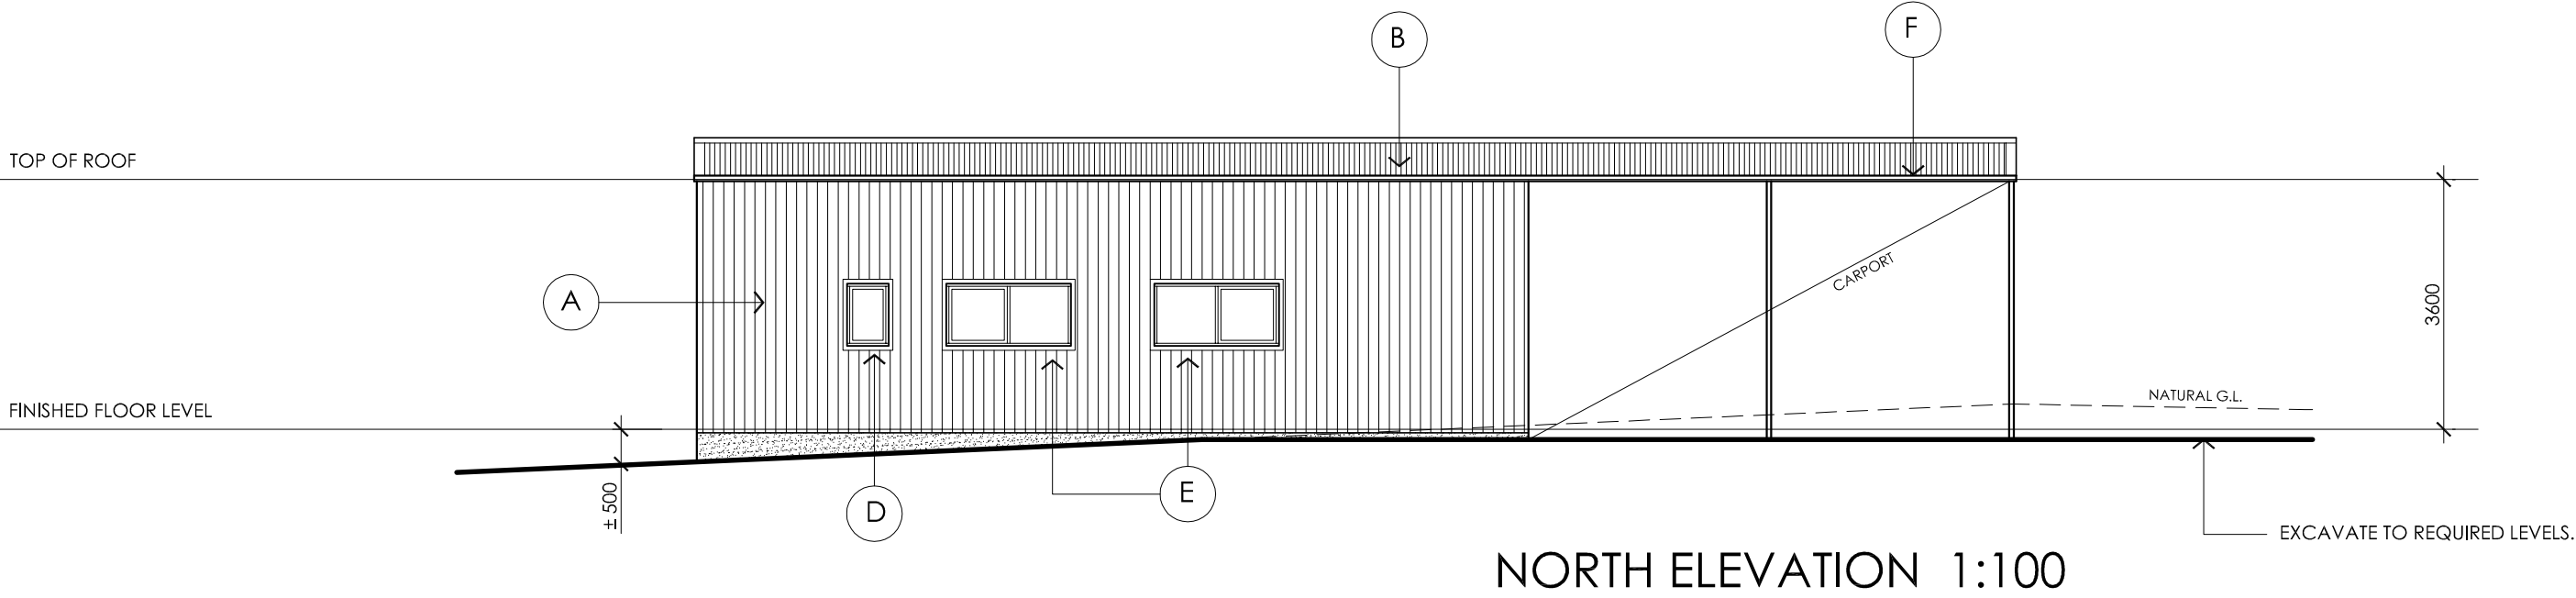 B
F
TOP OF ROOF
CARPORT
A
3600
NATURAL G.L.
FINISHED FLOOR LEVEL
± 500
D
E
EXCAVATE TO REQUIRED LEVELS.
NORTH ELEVATION 1:100